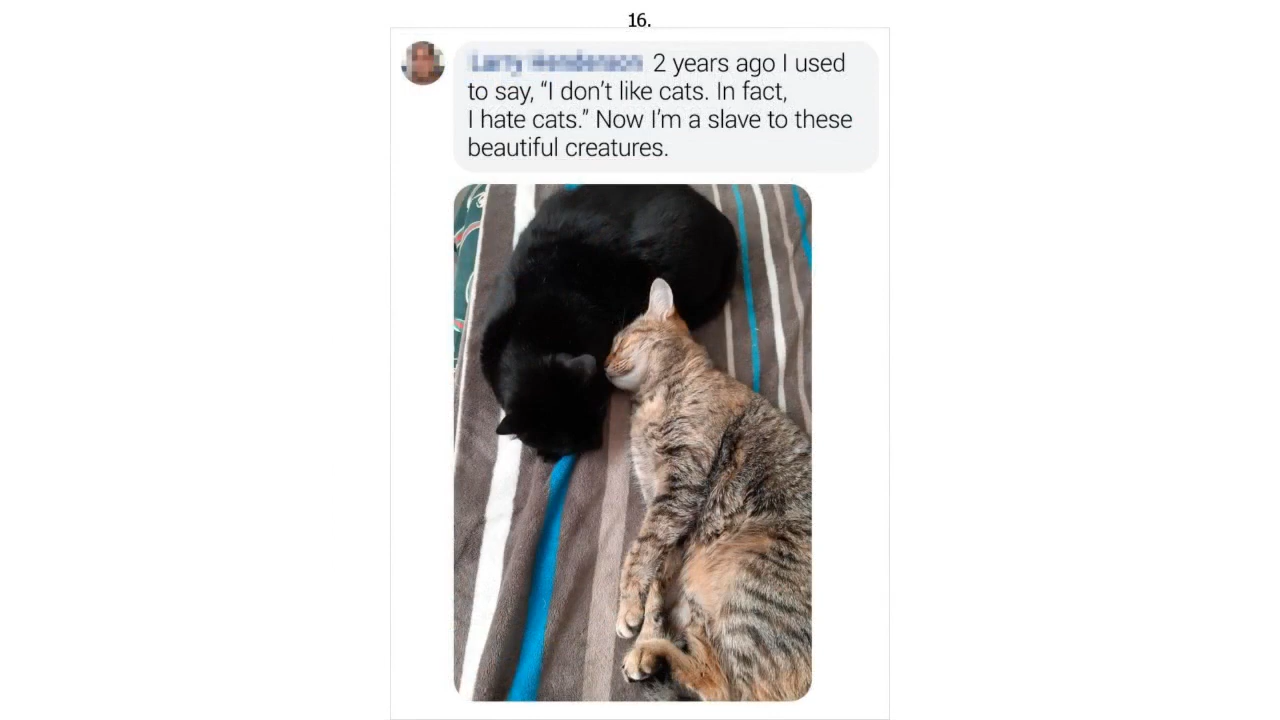 16.
2 years ago I used
to say, “I don’t like cats. In fact,
I hate cats.” Now I’m a slave to these
beautiful creatures.